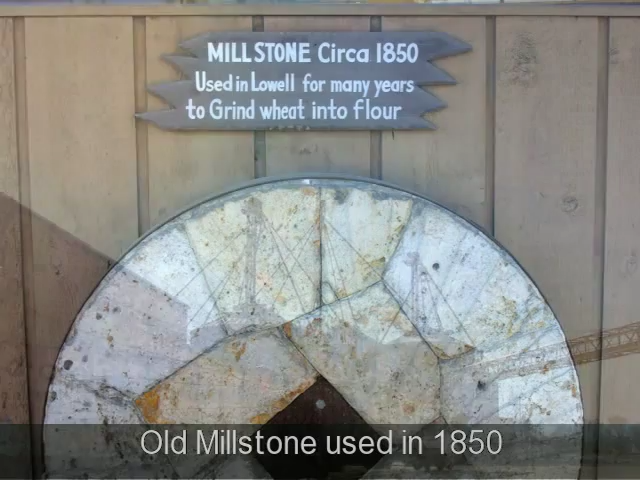 MILLSTONE Circa 1850
Used in Lowell for many years
to Grind wheat into flour
Old Millstone used in 1850